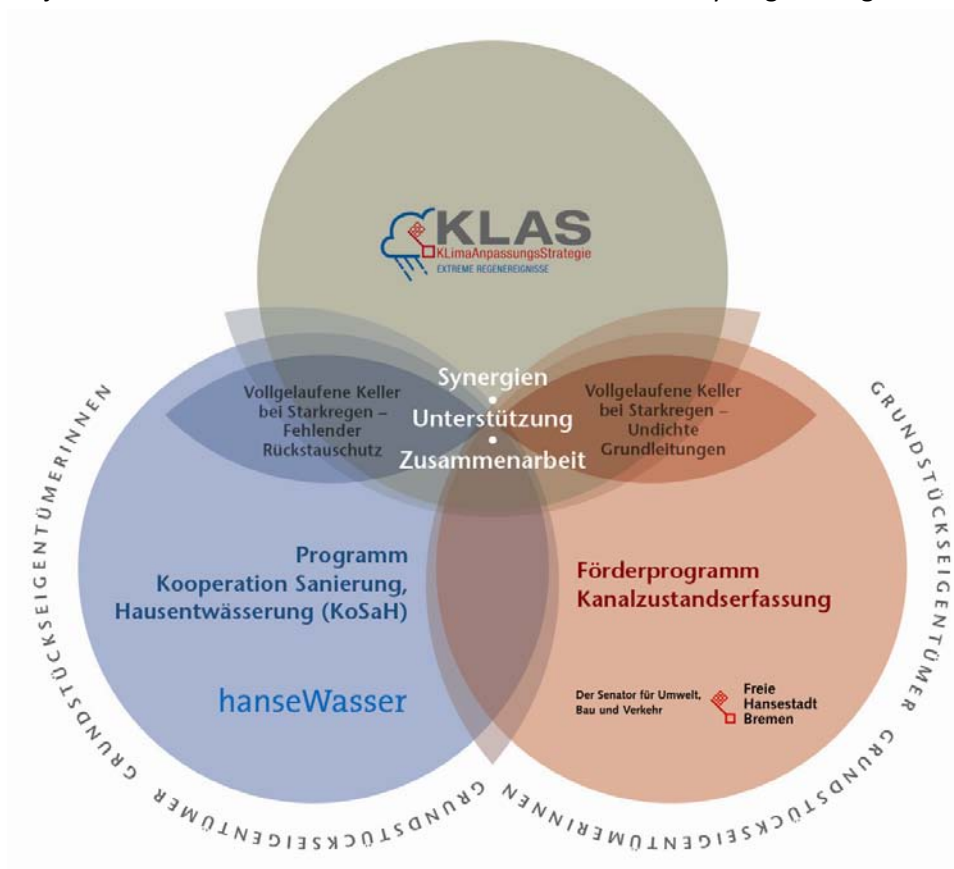 KLAS
KLimaAnpassungsStrategie
EXTREME REGENEREIGNISSE
Synergien
•
Unterstützung
•
Zusammenarbeit
Vollgelaufene Keller
bei Starkregen –
Fehlender
Rückstauschutz
Vollgelaufene Keller
bei Starkregen –
Undichte
Grundleitungen
Programm
Kooperation Sanierung,
Hausentwässerung (KoSaH)
hanseWasser
Förderprogramm
Kanalzustandserfassung
Der Senator für Umwelt,
Bau und Verkehr
Freie
Hansestadt
Bremen
GRUNDSTÜCKSEIGENTÜMER GRUNDSTÜCKSEIGENTÜMERINNEN
GRUNDSTÜCKSEIGENTÜMER GRUNDSTÜCKSEIGENTÜMERINNEN